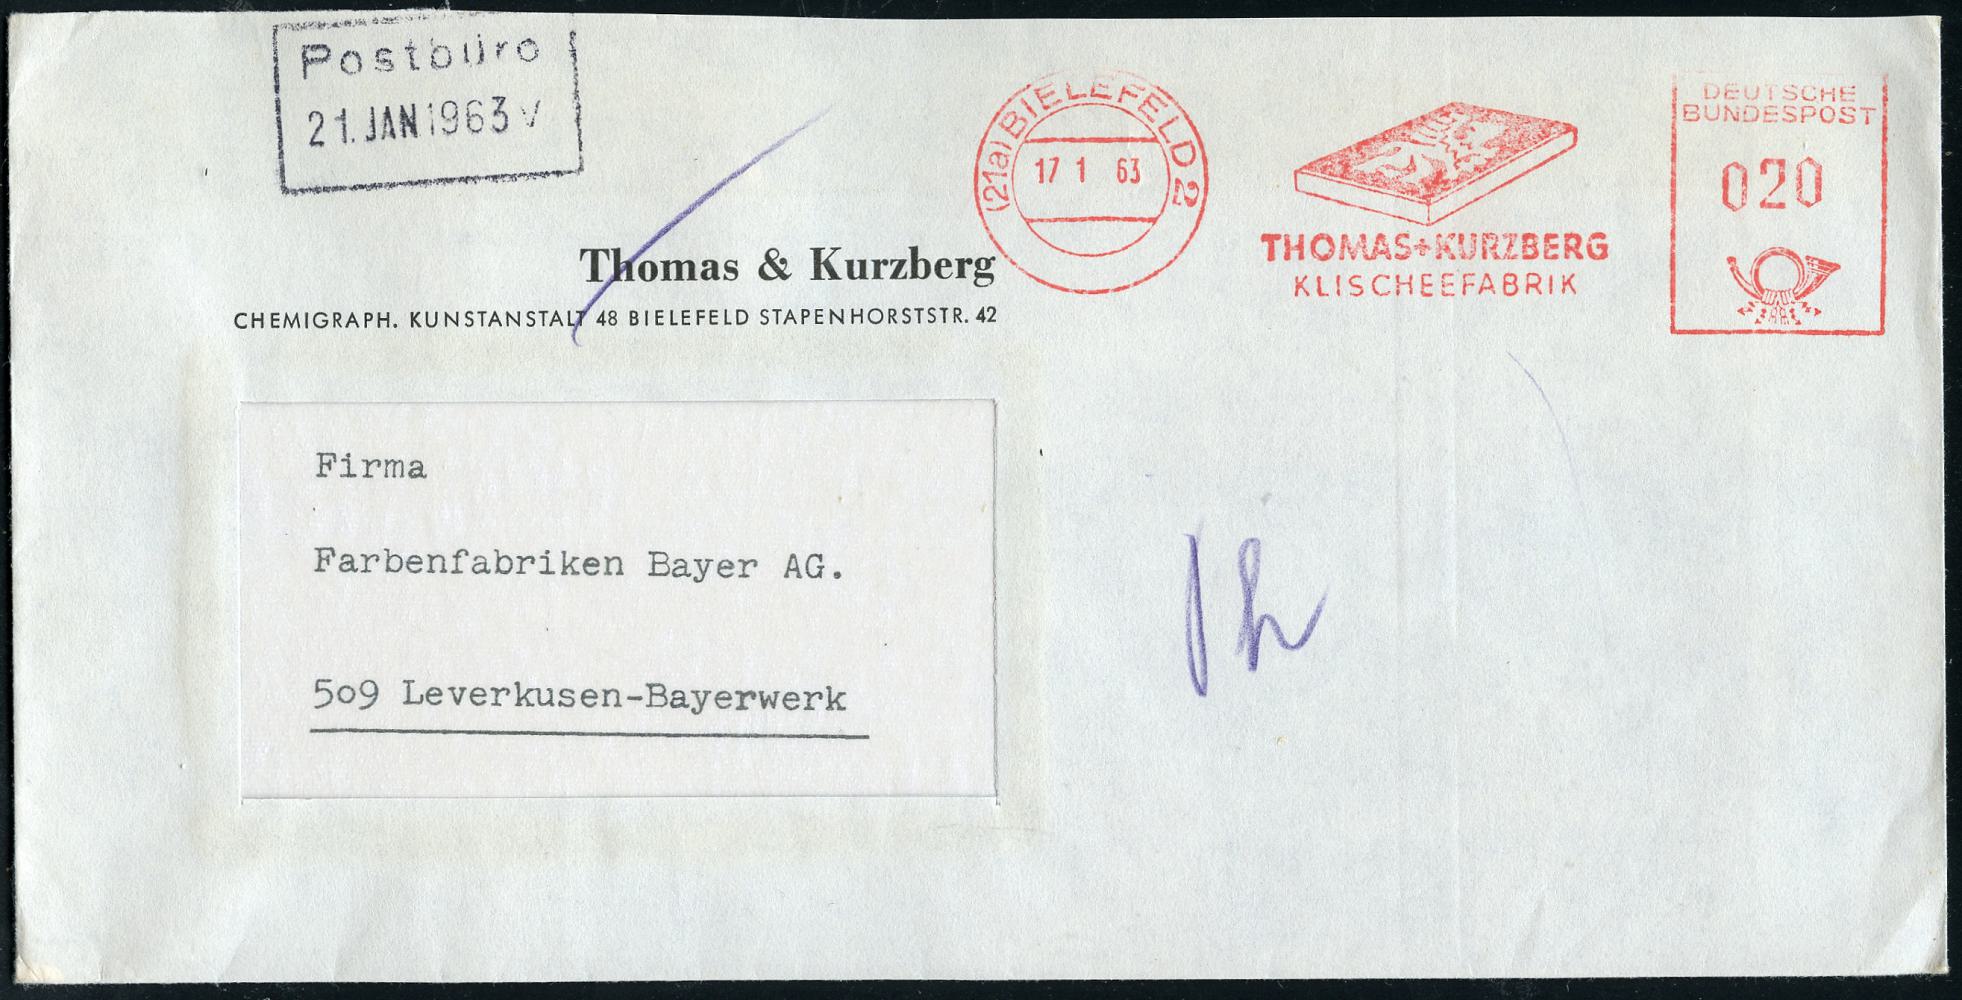 Postbüro
21. JAN 1963 V
(21a) BIELEFELD 2
17 1 63
THOMAS+KURZBERG
KLISCHEEFABRIK
DEUTSCHE
BUNDESPOST
020
Thomas & Kurzberg
CHEMIGRAPH. KUNSTANSTALT 48 BIELEFELD STAPENHORSTSTR. 42
Firma
Farbenfabriken Bayer AG.
509 Leverkusen-Bayerwerk